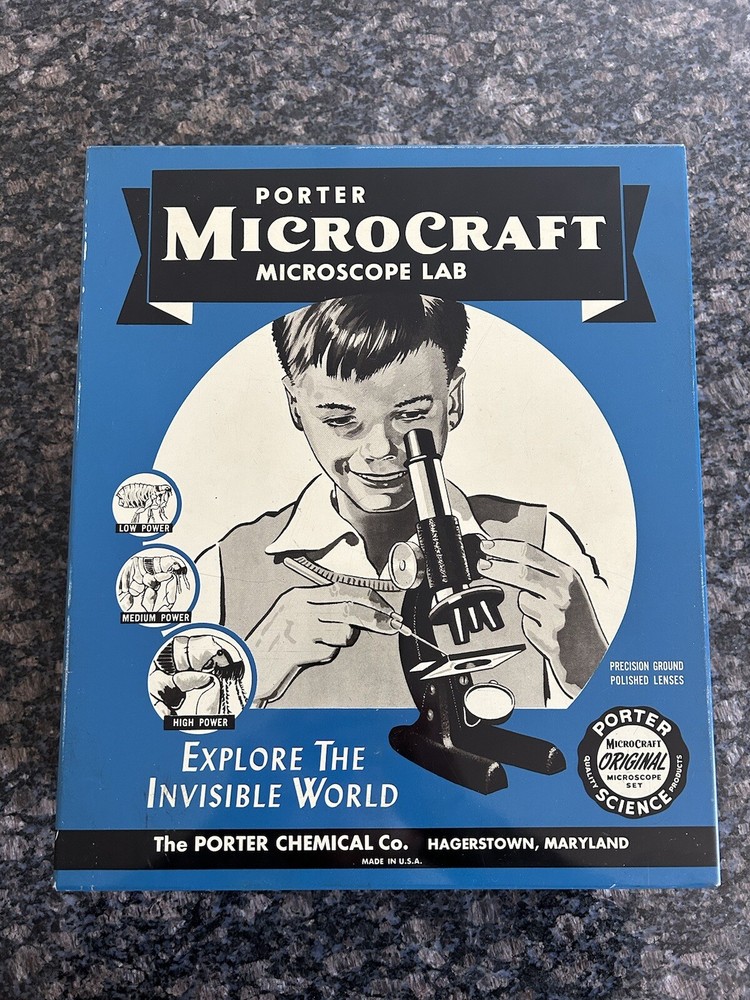 PORTER
MICROCRAFT
MICROSCOPE LAB
LOW POWER
MEDIUM POWER
HIGH POWER
PRECISION GROUND
POLISHED LENSES
EXPLORE THE
INVISIBLE WORLD
PORTER
MICROCRAFT
ORIGINAL
MICROSCOPE
SET
QUALITY
PRODUCTS
SCIENCE
The PORTER CHEMICAL Co. HAGERSTOWN, MARYLAND
MADE IN U.S.A.